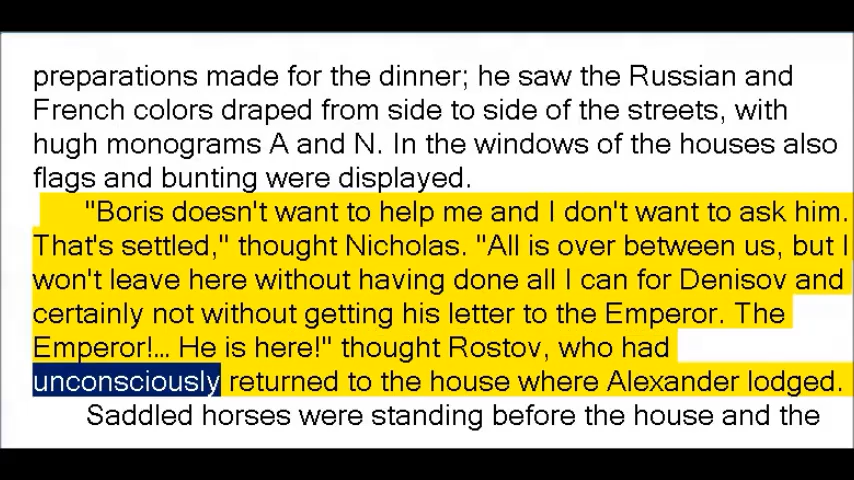 preparations made for the dinner; he saw the Russian and
French colors draped from side to side of the streets, with
hugh monograms A and N. In the windows of the houses also
flags and bunting were displayed.
"Boris doesn't want to help me and I don't want to ask him.
That's settled," thought Nicholas. "All is over between us, but I
won't leave here without having done all I can for Denisov and
certainly not without getting his letter to the Emperor. The
Emperor!... He is here!" thought Rostov, who had
unconsciously returned to the house where Alexander lodged.
Saddled horses were standing before the house and the